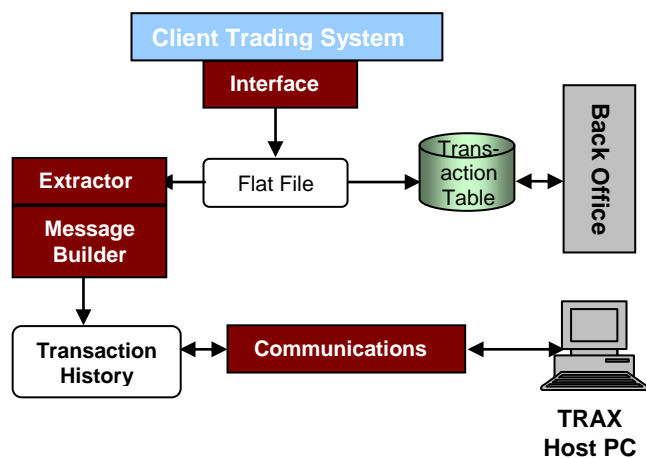 Client Trading System
Interface
Back Office
Trans-
action
Table
Flat File
Extractor
Message
Builder
Transaction
History
Communications
TRAX
Host PC